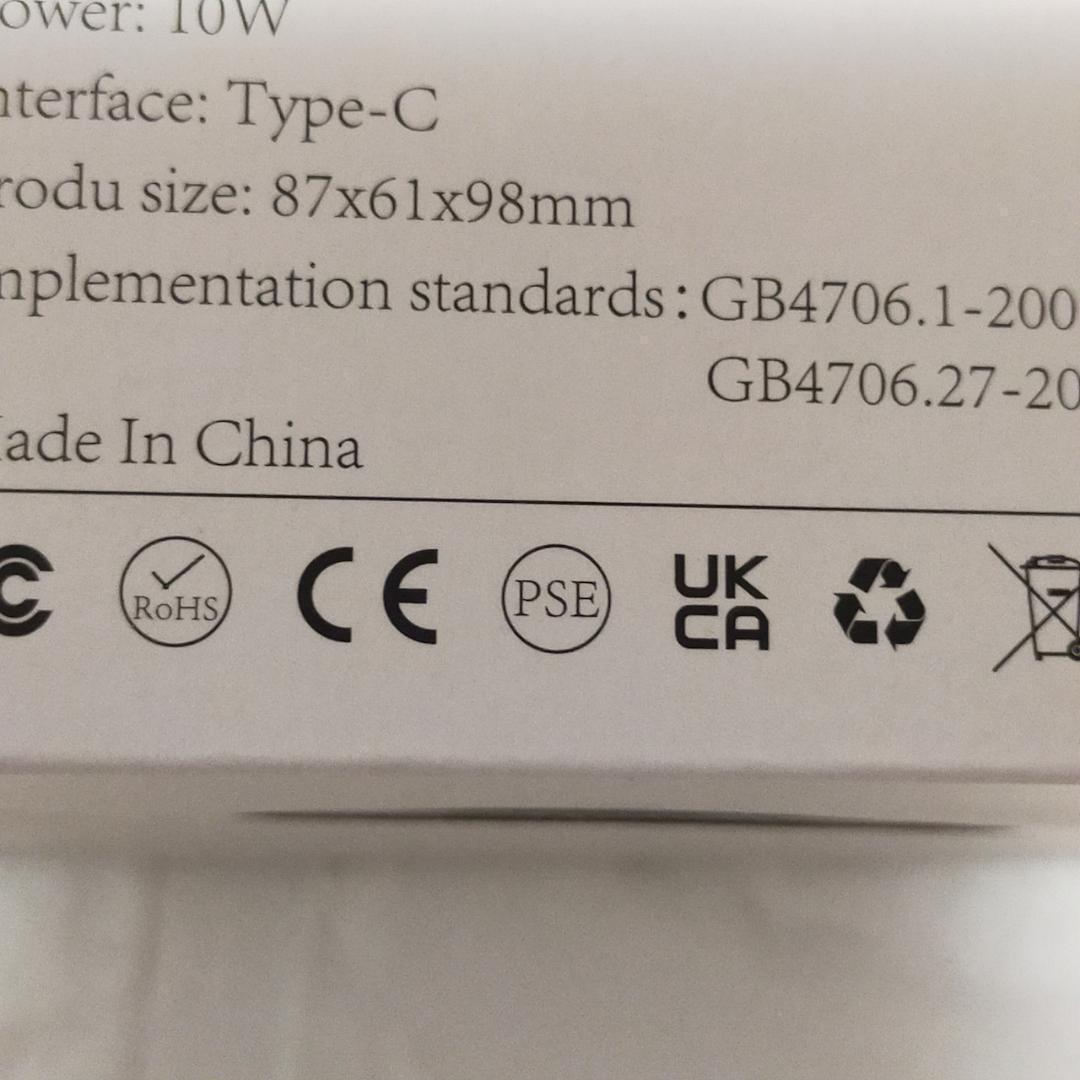 ower: 10W
nterface: Type-C
rodu size: 87x61x98mm
mplementation standards: GB4706.1-200
GB4706.27-20
ade In China
RoHS CE PSE UK
CA